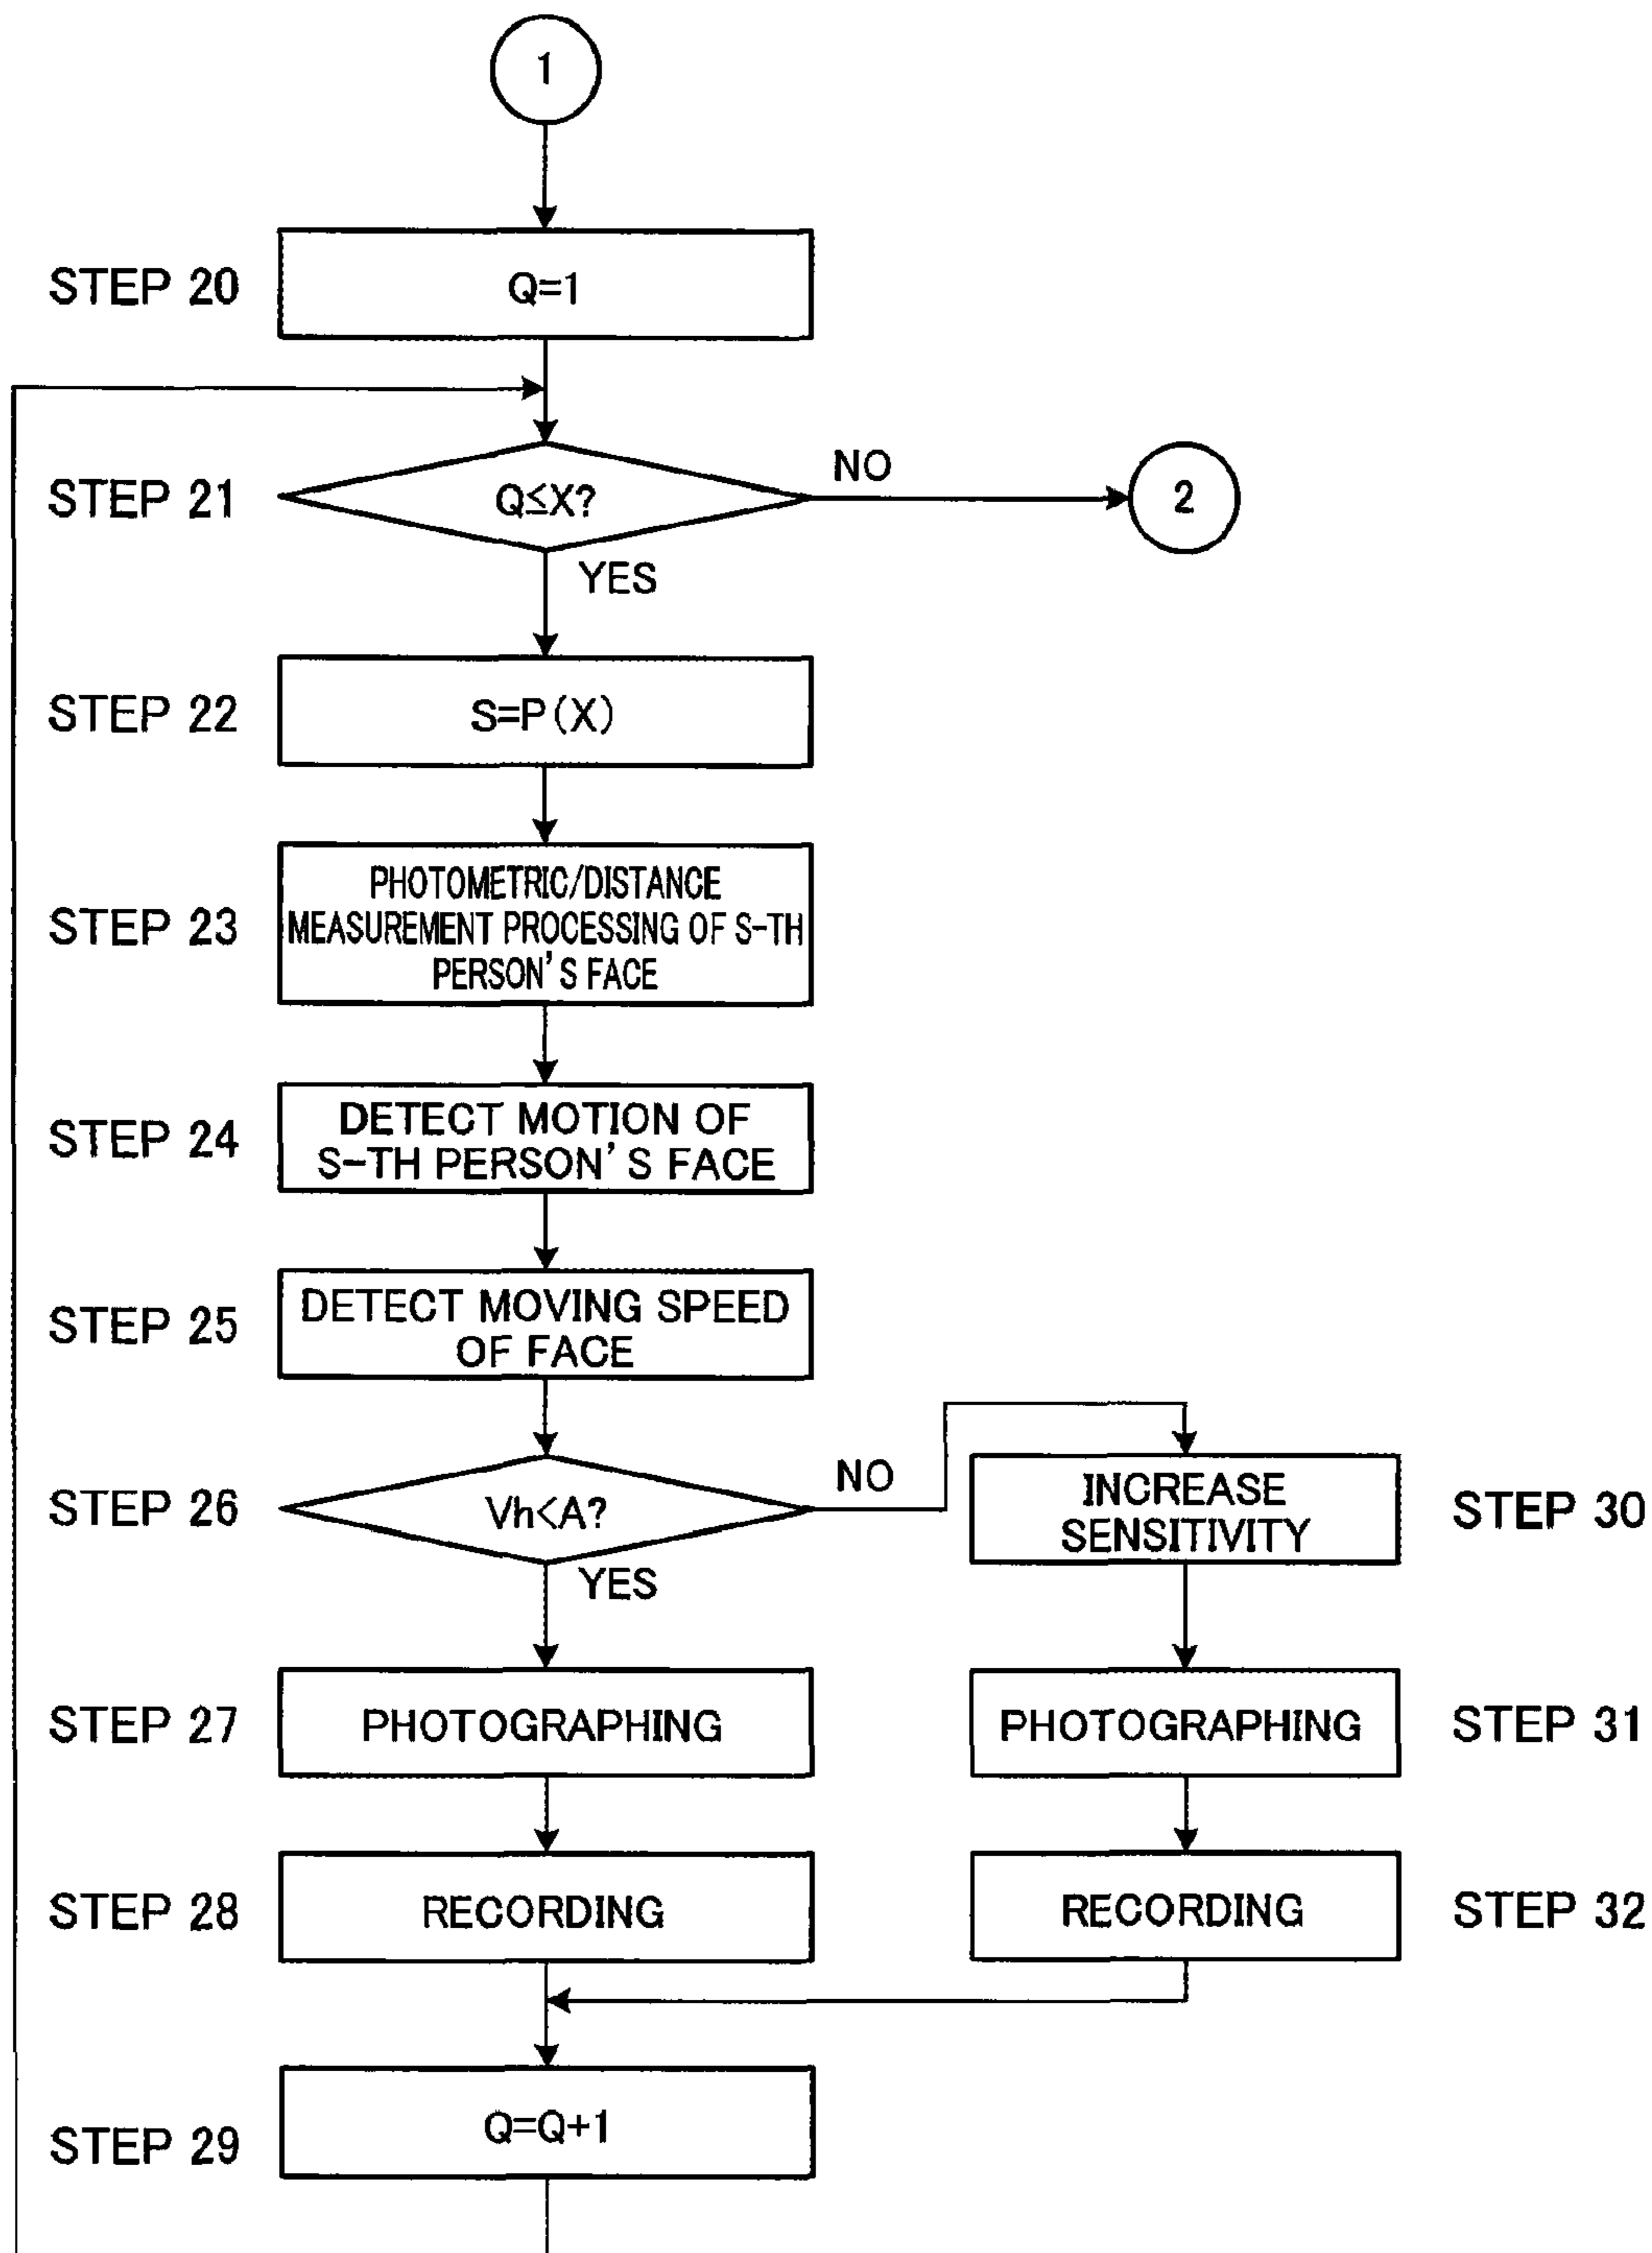 1
STEP 20
Q=1
STEP 21
Q≤X?
NO
2
YES
STEP 22
S=P(X)
STEP 23
PHOTOMETRIC/DISTANCE
MEASUREMENT PROCESSING OF S-TH
PERSON'S FACE
STEP 24
DETECT MOTION OF
S-TH PERSON'S FACE
STEP 25
DETECT MOVING SPEED
OF FACE
STEP 26
Vh<A?
NO
YES
INCREASE
SENSITIVITY
STEP 30
STEP 27
PHOTOGRAPHING
PHOTOGRAPHING
STEP 31
STEP 28
RECORDING
RECORDING
STEP 32
STEP 29
Q=Q+1